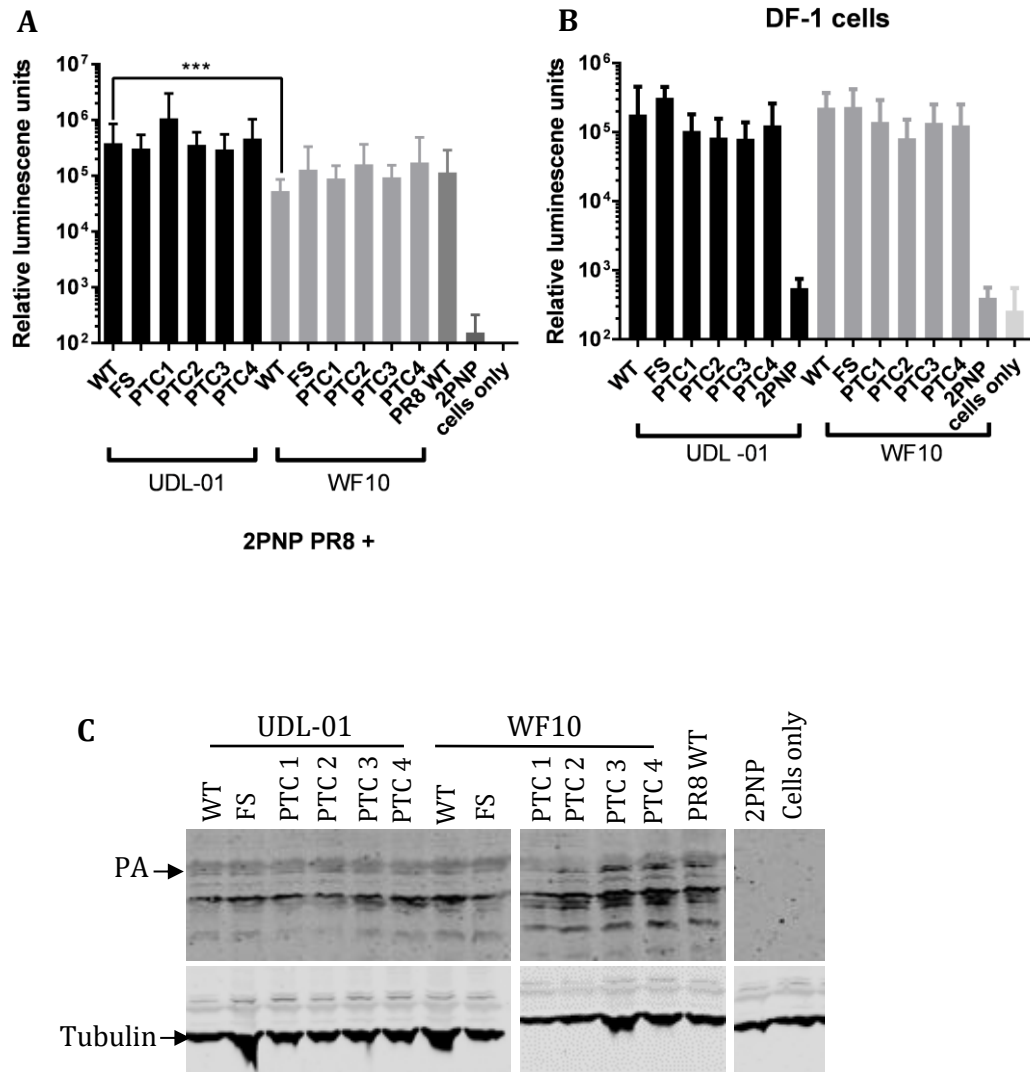 A
Relative luminescene units
10⁷
10⁶
10⁵
10⁴
10³
10²
***
WT
FS
PTC1
PTC2
PTC3
PTC4
WT
FS
PTC1
PTC2
PTC3
PTC4
PR8 WT
2PNP
cells only
UDL-01
WF10
2PNP PR8 +
B
DF-1 cells
Relative luminescene units
10⁶
10⁵
10⁴
10³
10²
WT
FS
PTC1
PTC2
PTC3
PTC4
2PNP
WT
FS
PTC1
PTC2
PTC3
PTC4
2PNP
cells only
UDL -01
WF10
C
UDL-01
WF10
WT
FS
PTC 1
PTC 2
PTC 3
PTC 4
WT
FS
PTC 1
PTC 2
PTC 3
PTC 4
PR8 WT
2PNP
Cells only
PA
Tubulin